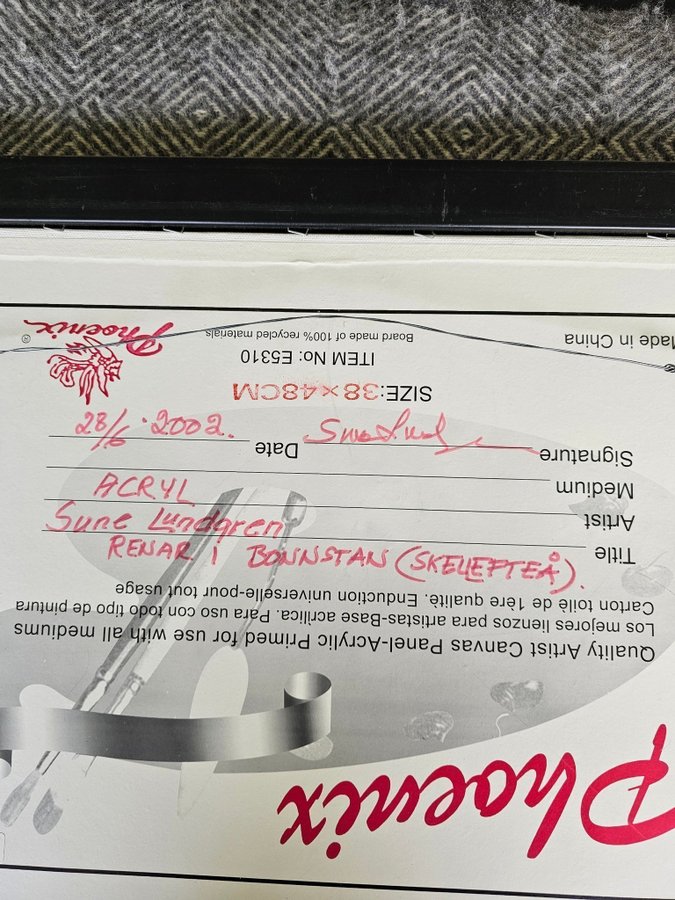 Phoenix
Quality Artist Canvas Panel-Acrylic Primed for use with all mediums
Los mejores lienzos para artistas-Base acrilica. Para uso con todo tipo de pintura
Carton toilé de 1ère qualité. Enduction universelle-pour tout usage
Title RENAR I BONNSTAN (SKELEFTEÅ).
Artist Sune Lundgren
Medium ACRYL
Signature Date 28/6.2002.
SIZE:38×48CM
ITEM No: E5310
Made in China Board made of 100% recycled materials Phoenix®